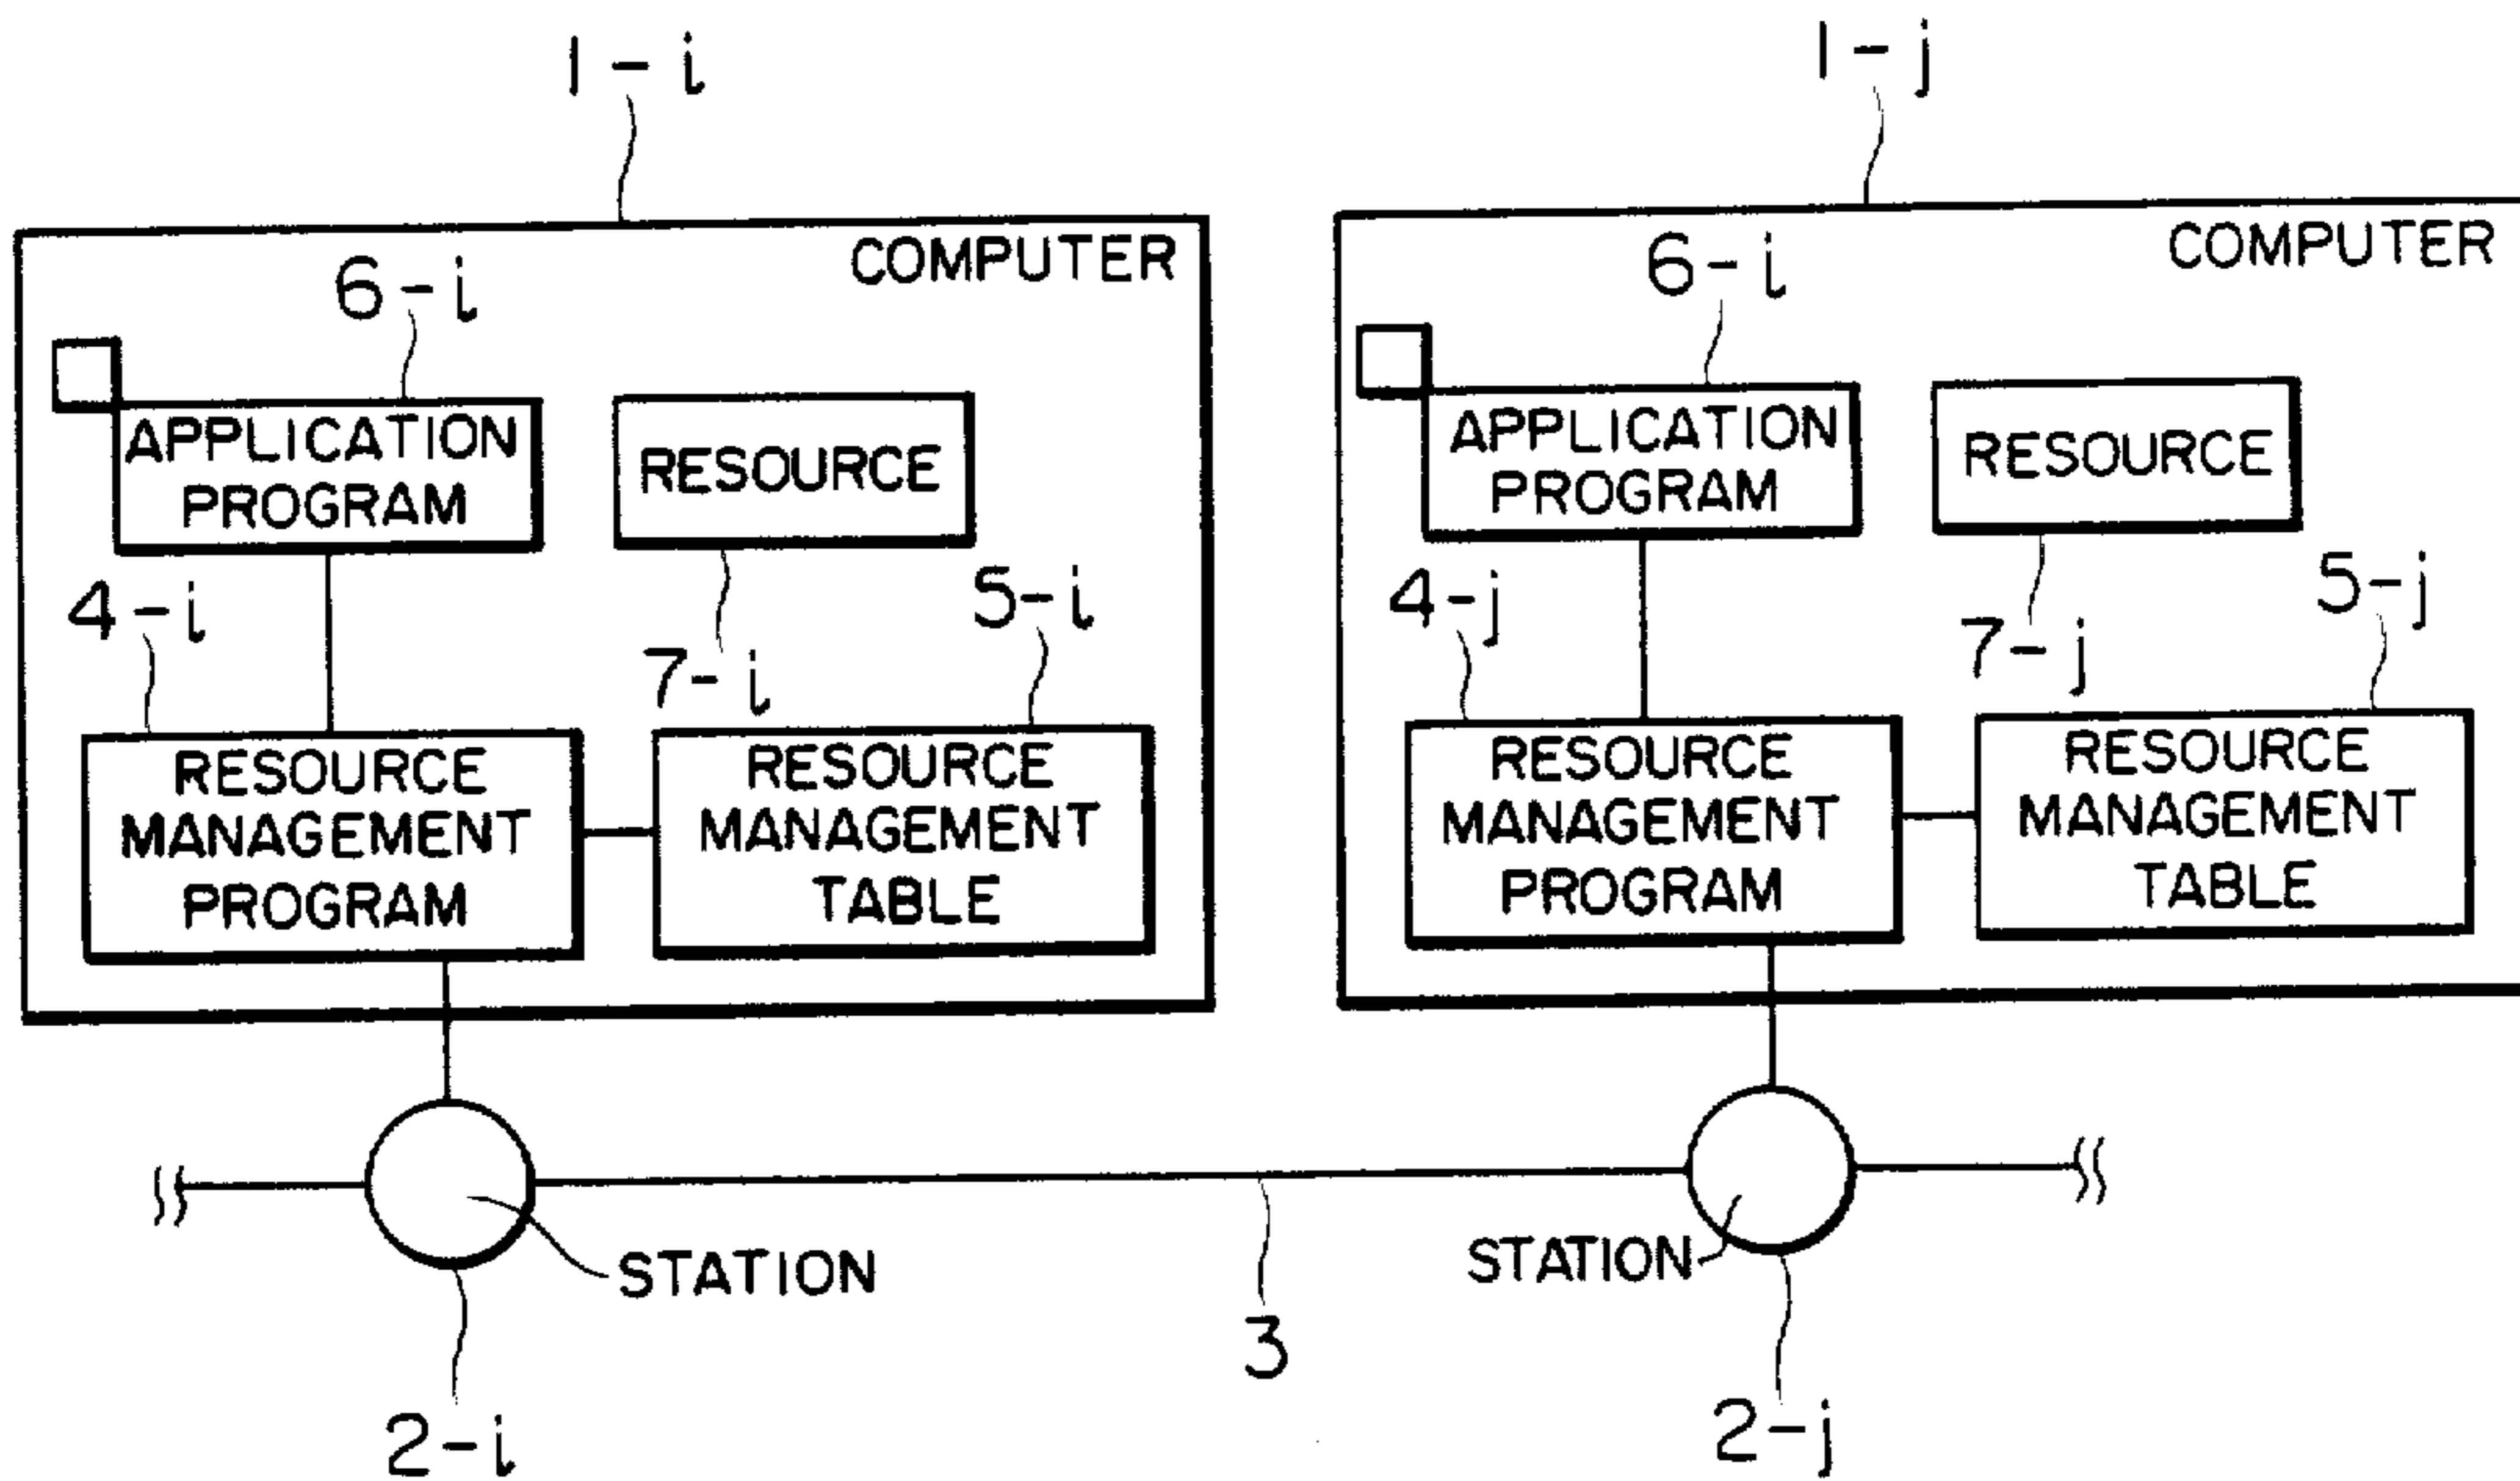 1-i
COMPUTER
6-i
APPLICATION
PROGRAM
RESOURCE
4-i
7-i
5-i
RESOURCE
MANAGEMENT
PROGRAM
RESOURCE
MANAGEMENT
TABLE
STATION
2-i
3
1-j
COMPUTER
6-i
APPLICATION
PROGRAM
RESOURCE
4-j
7-j
5-j
RESOURCE
MANAGEMENT
PROGRAM
RESOURCE
MANAGEMENT
TABLE
STATION
2-j